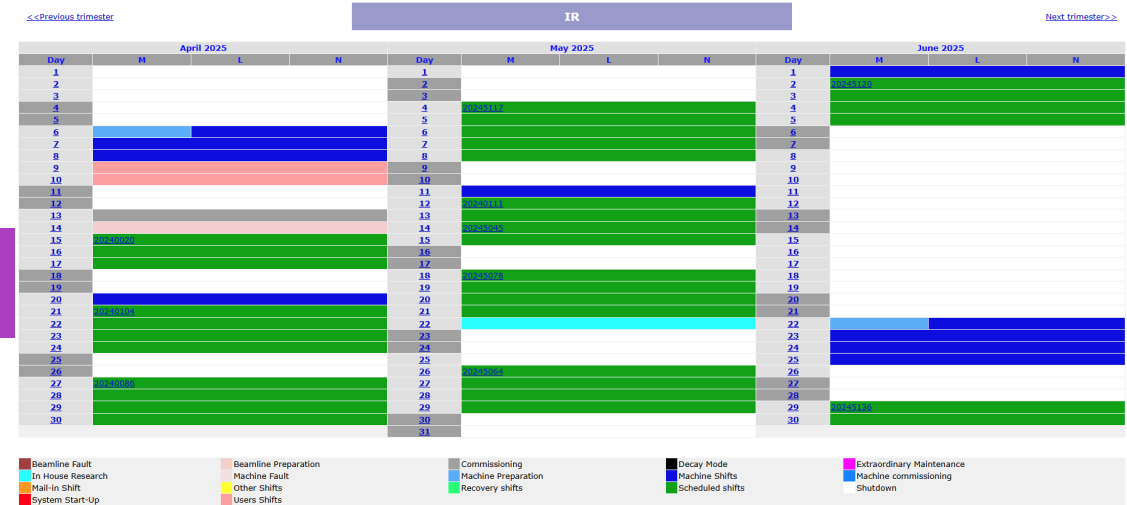 <<Previous trimester IR Next trimester>>
April 2025 May 2025 June 2025
Day M L N Day M L N Day M L N
1 1 1
2 2 2 20245120
3 3 3
4 4 20245117 4
5 5 5
6 6 6
7 7 7
8 8 8
9 9 9
10 10 10
11 11 11
12 12 20240111 12
13 13 13
14 14 20245045 14
15 20240020 15 15
16 16 16
17 17 17
18 18 20245078 18
19 19 19
20 20 20
21 20240104 21 21
22 22 22
23 23 23
24 24 24
25 25 25
26 26 20245064 26
27 20240086 27 27
28 28 28
29 29 29 20245136
30 30 30
31
Beamline Fault Beamline Preparation Commissioning Decay Mode Extraordinary Maintenance
In House Research Machine Fault Machine Preparation Machine Shifts Machine commissioning
Mail-in Shift Other Shifts Recovery shifts Scheduled shifts Shutdown
System Start-Up Users Shifts